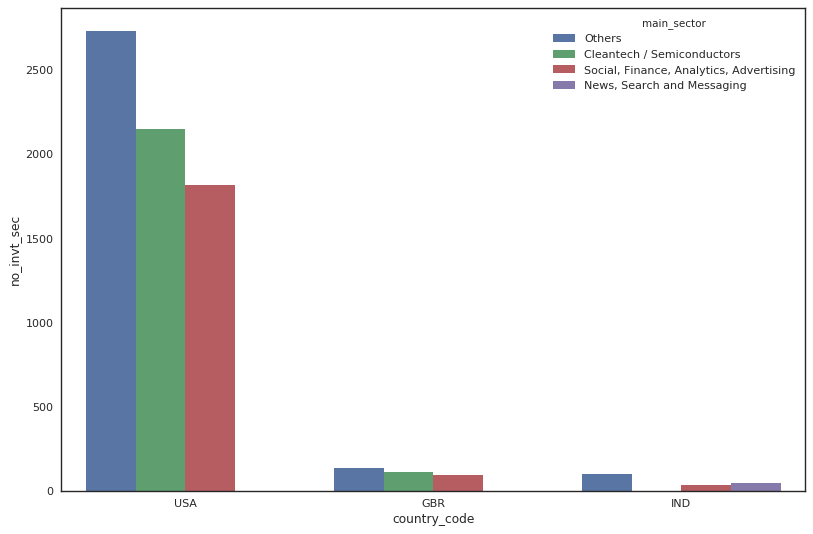 main_sector
Others
Cleantech / Semiconductors
Social, Finance, Analytics, Advertising
News, Search and Messaging
no_invt_sec
2500
2000
1500
1000
500
0
USA
GBR
IND
country_code